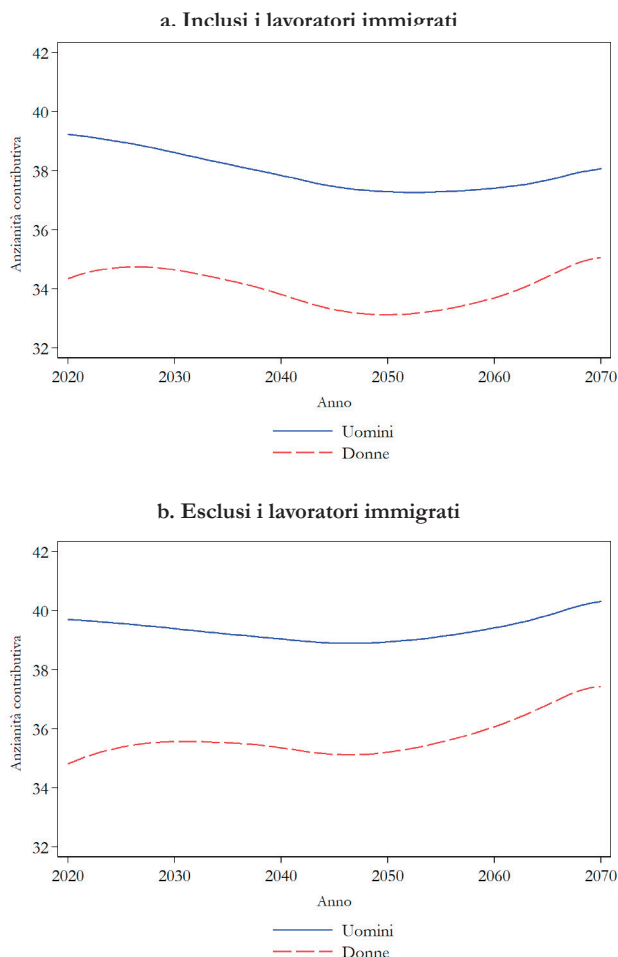 a. Inclusi i lavoratori immigrati
42
40
38
36
34
32
Anzianità contributiva
2020 2030 2040 2050 2060 2070
Anno
Uomini
Donne
b. Esclusi i lavoratori immigrati
42
40
38
36
34
32
Anzianità contributiva
2020 2030 2040 2050 2060 2070
Anno
Uomini
Donne